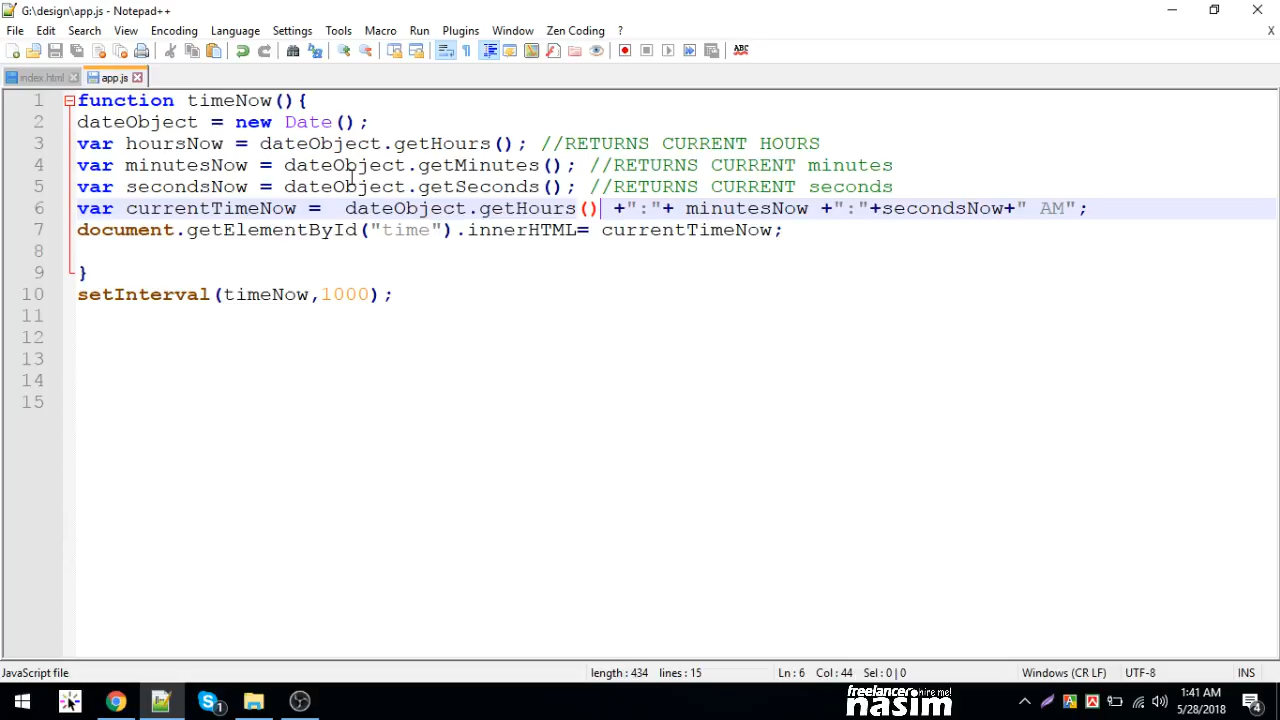 G:\design\app.js - Notepad++
File Edit Search View Encoding Language Settings Tools Macro Run Plugins Window Zen Coding ?
X
ABC
index.html app.js
1 function timeNow(){
2 dateObject = new Date();
3 var hoursNow = dateObject.getHours(); //RETURNS CURRENT HOURS
4 var minutesNow = dateObject.getMinutes(); //RETURNS CURRENT minutes
5 var secondsNow = dateObject.getSeconds(); //RETURNS CURRENT seconds
6 var currentTimeNow =  dateObject.getHours() +":"+ minutesNow +":"+secondsNow+" AM";
7 document.getElementById("time").innerHTML= currentTimeNow;
8
9 }
10 setInterval(timeNow,1000);
11
12
13
14
15
JavaScript file length : 434 lines : 15 Ln : 6 Col : 44 Sel : 0 | 0 Windows (CR LF) UTF-8 INS
1
freelancer hire me!
nasim
1:41 AM
5/28/2018
4